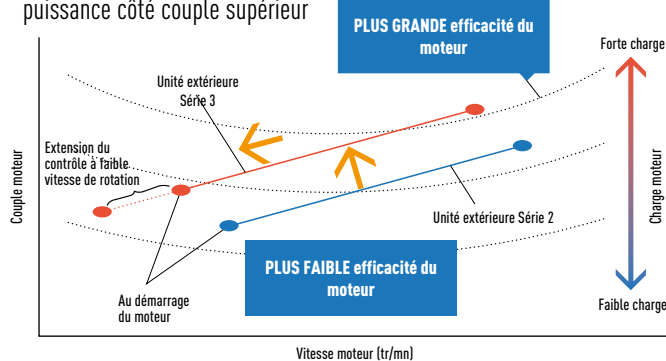 puissance côté couple supérieur
PLUS GRANDE efficacité du
moteur
Forte charge
Unité extérieure
Série 3
Extension du
contrôle à faible
vitesse de rotation
Couple moteur
Charge moteur
Unité extérieure Série 2
PLUS FAIBLE efficacité du
moteur
Au démarrage
du moteur
Faible charge
Vitesse moteur (tr/mn)